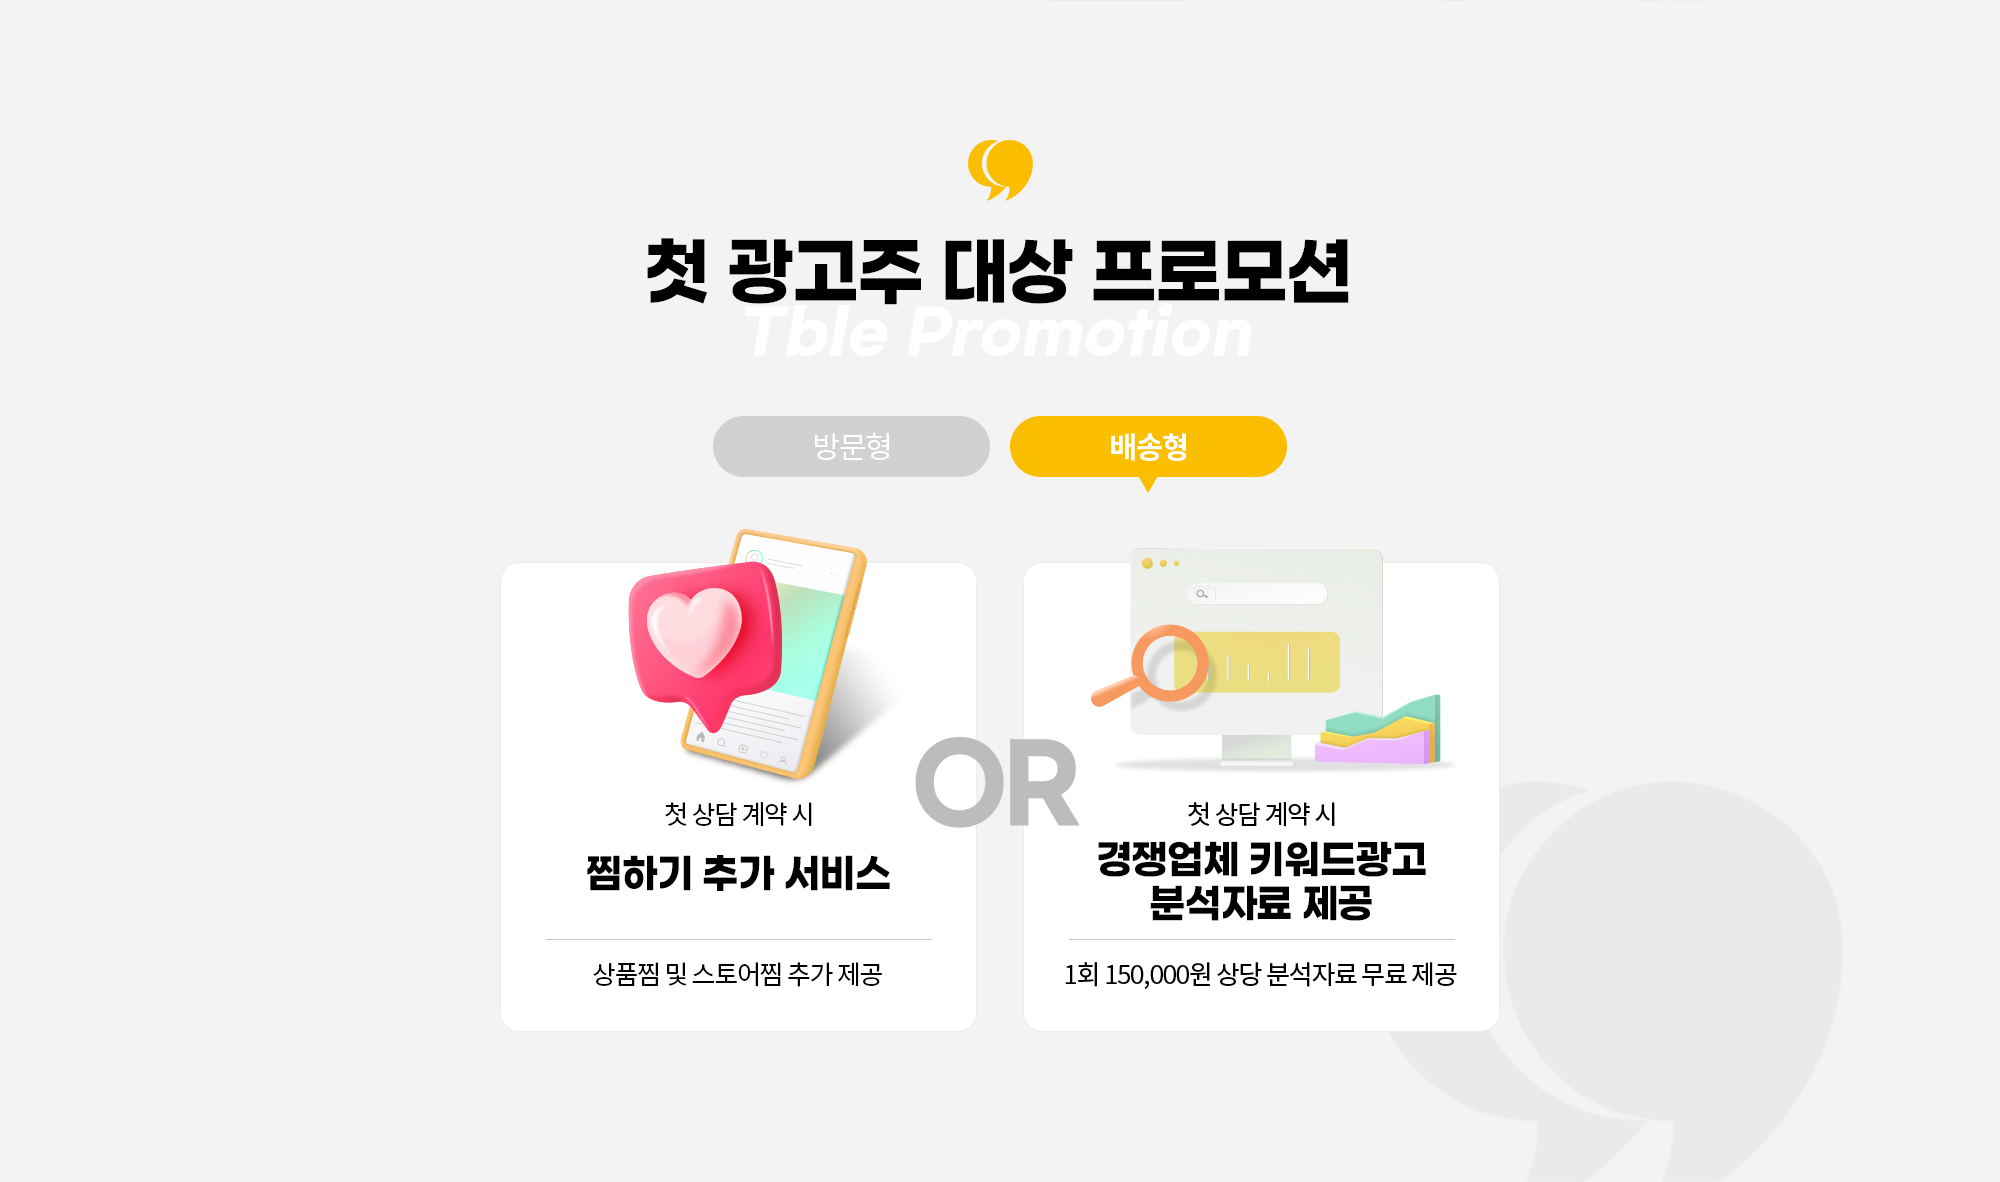 첫 광고주 대상 프로모션
Tble Promotion
방문형
배송형
첫 상담 계약 시
찜하기 추가 서비스
상품찜 및 스토어찜 추가 제공
OR
첫 상담 계약 시
경쟁업체 키워드광고
분석자료 제공
1회 150,000원 상당 분석자료 무료 제공